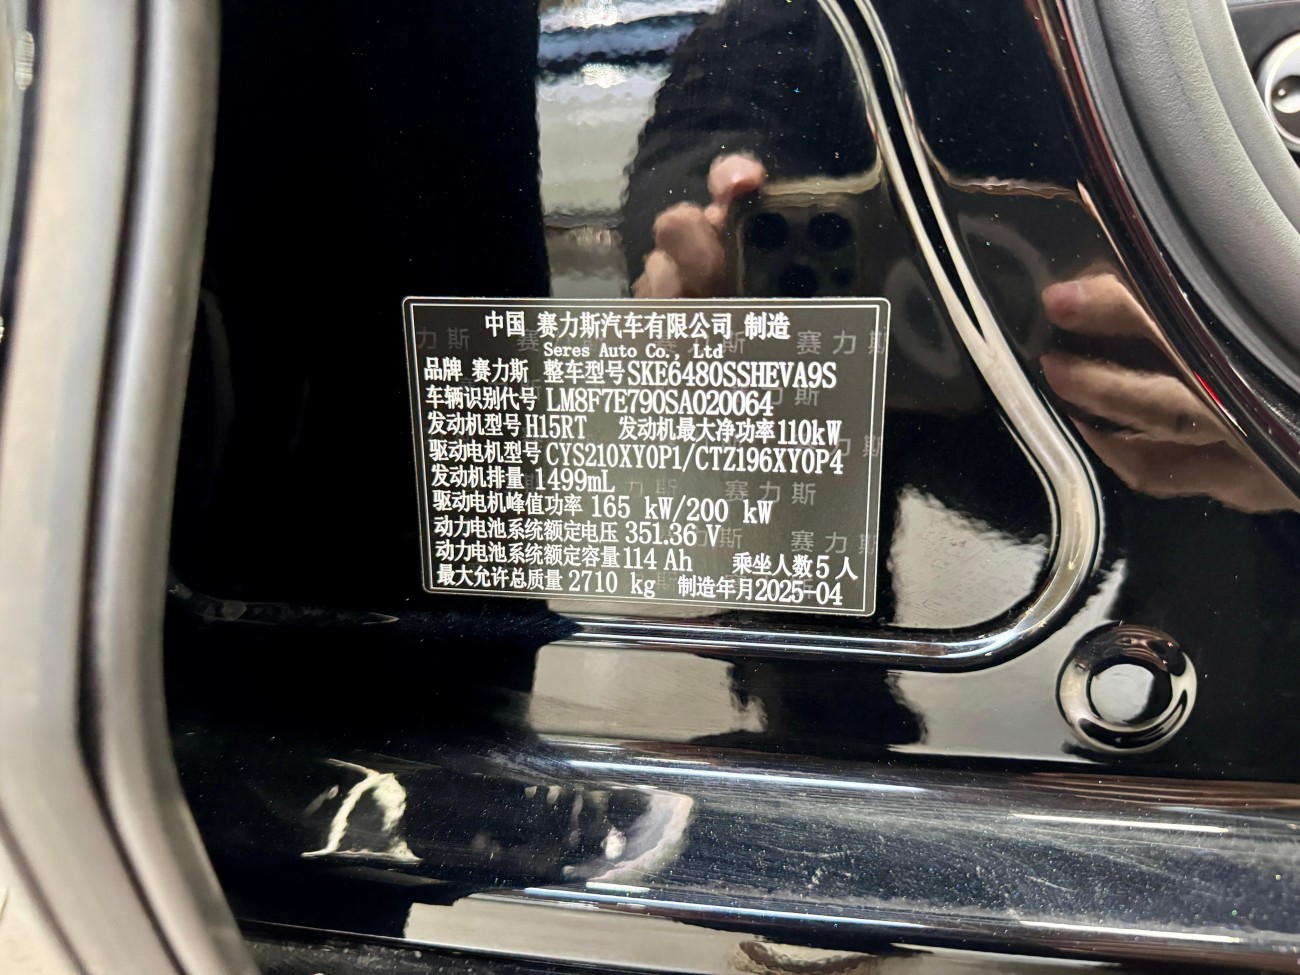 中国 赛力斯汽车有限公司 制造
Seres Auto Co., Ltd
品牌 赛力斯 整车型号 SKE6480SSHEVA9S
车辆识别代号 LM8F7E790SA020064
发动机型号 H15RT 发动机最大净功率 110kW
驱动电机型号 CYS210XY0P1/CTZ196XY0P4
发动机排量 1499mL
驱动电机峰值功率 165 kW/200 kW
动力电池系统额定电压 351.36 V
动力电池系统额定容量 114 Ah 乘坐人数 5 人
最大允许总质量 2710 kg 制造年月 2025-04